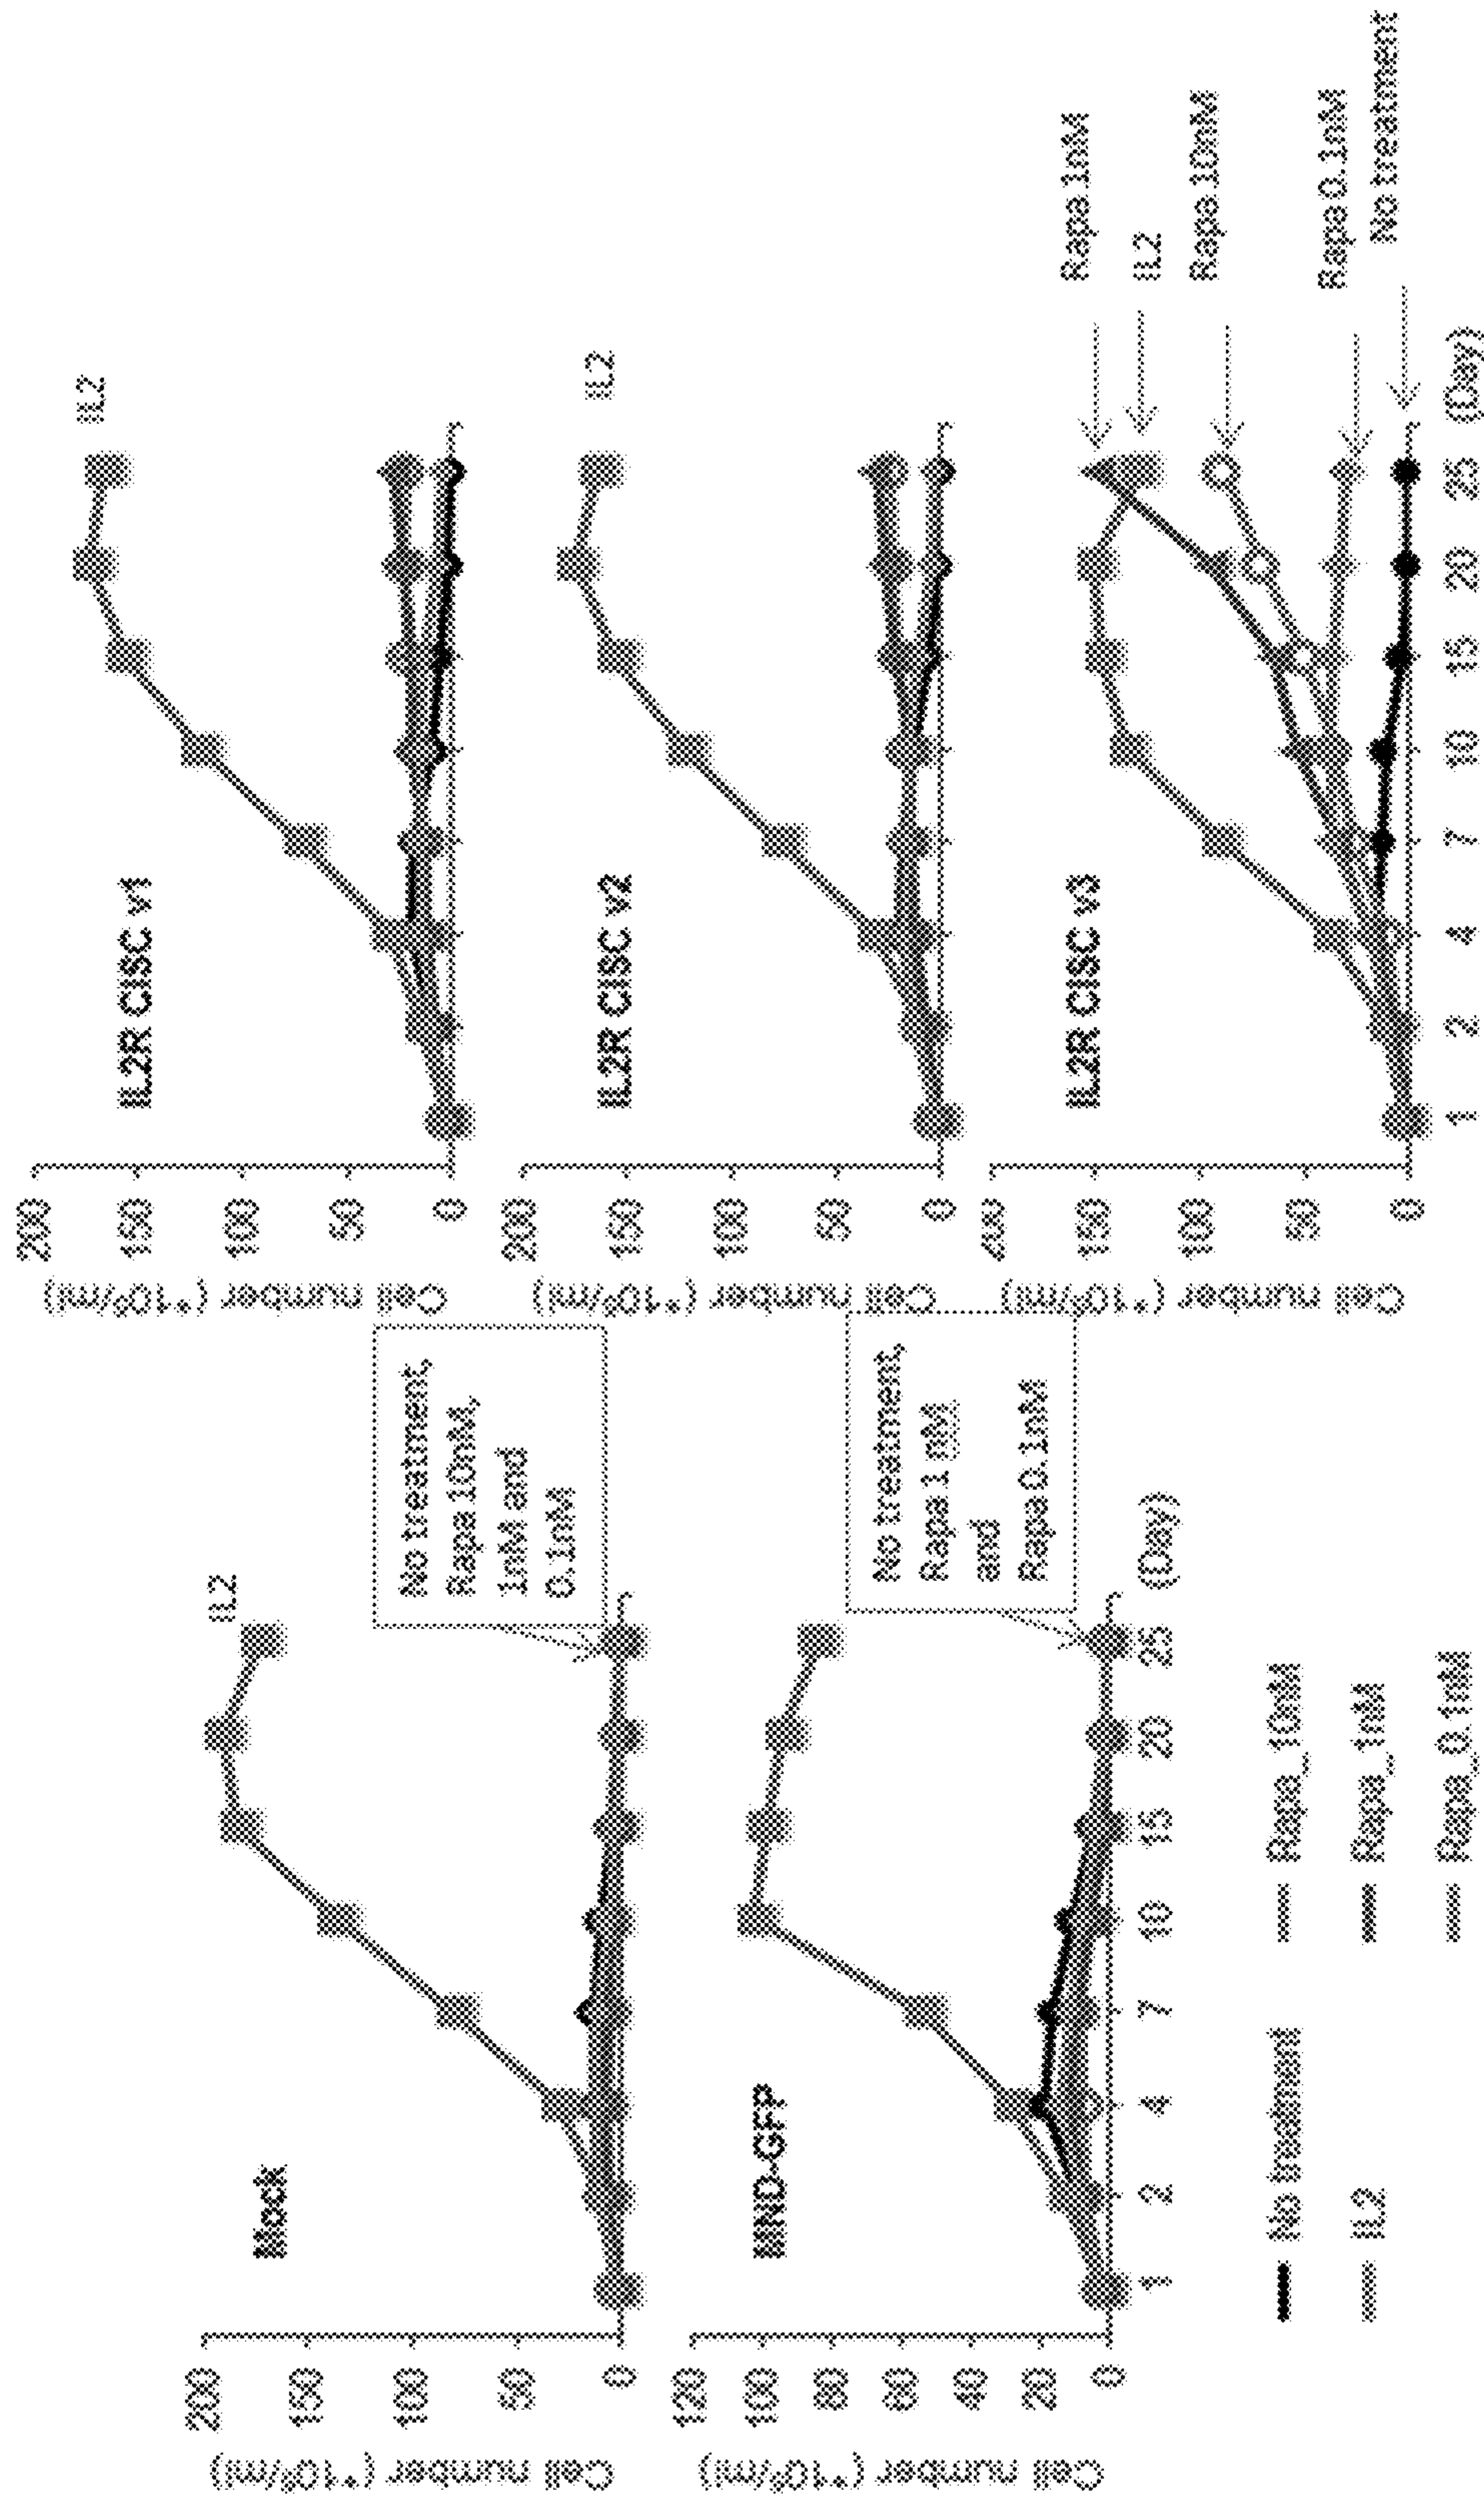 Mock
Cell number (*10⁶/ml)
200
150
100
50
0
IL2
No treatment,
Rapa 10nM,
1nM and
0.1nM
MND-GFP
Cell number (*10⁶/ml)
120
100
80
60
40
20
0
1 2 4 7 10 15 20 25 (Day)
No treatment,
Rapa 1 nM
and
Rapa 0.1nM
No treatment
IL2
Rapa_10nM
Rapa_1nM
Rapa_0.1nM
IL2R CISC v1
Cell number (*10⁶/ml)
200
150
100
50
0
IL2
IL2R CISC v2
Cell number (*10⁶/ml)
200
150
100
50
0
IL2
IL2R CISC v3
Cell number (*10⁶/ml)
400
150
100
50
0
1 2 4 7 10 15 20 25 (Day)
Rapa 1nM
IL2
Rapa 10nM
Rapa 0.1nM
No treatment